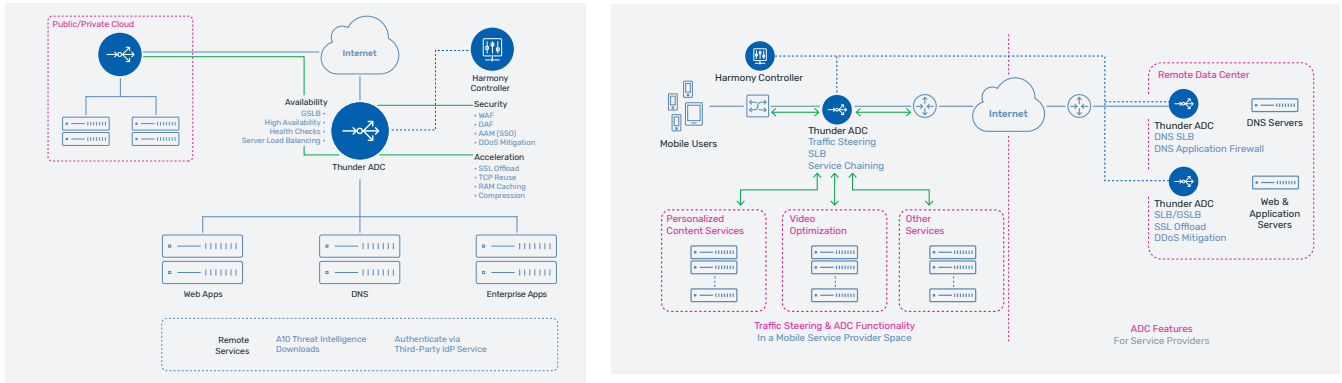 Public/Private Cloud
Internet
Harmony
Controller
Availability
GSLB •
High Availability •
Health Checks •
Server Load Balancing •
Security
• WAF
• DAF
• AAM (SSO)
• DDoS Mitigation
Thunder ADC
Acceleration
• SSL Offload
• TCP Reuse
• RAM Caching
• Compression
Web Apps
DNS
Enterprise Apps
Remote
Services
A10 Threat Intelligence
Downloads
Authenticate via
Third-Party IdP Service
Harmony Controller
Mobile Users
Thunder ADC
Traffic Steering
SLB
Service Chaining
Internet
Remote Data Center
Thunder ADC
DNS SLB
DNS Application Firewall
DNS Servers
Thunder ADC
SLB/GSLB
SSL Offload
DDoS Mitigation
Web &
Application
Servers
Personalized
Content Services
Video
Optimization
Other
Services
Traffic Steering & ADC Functionality
In a Mobile Service Provider Space
ADC Features
For Service Providers